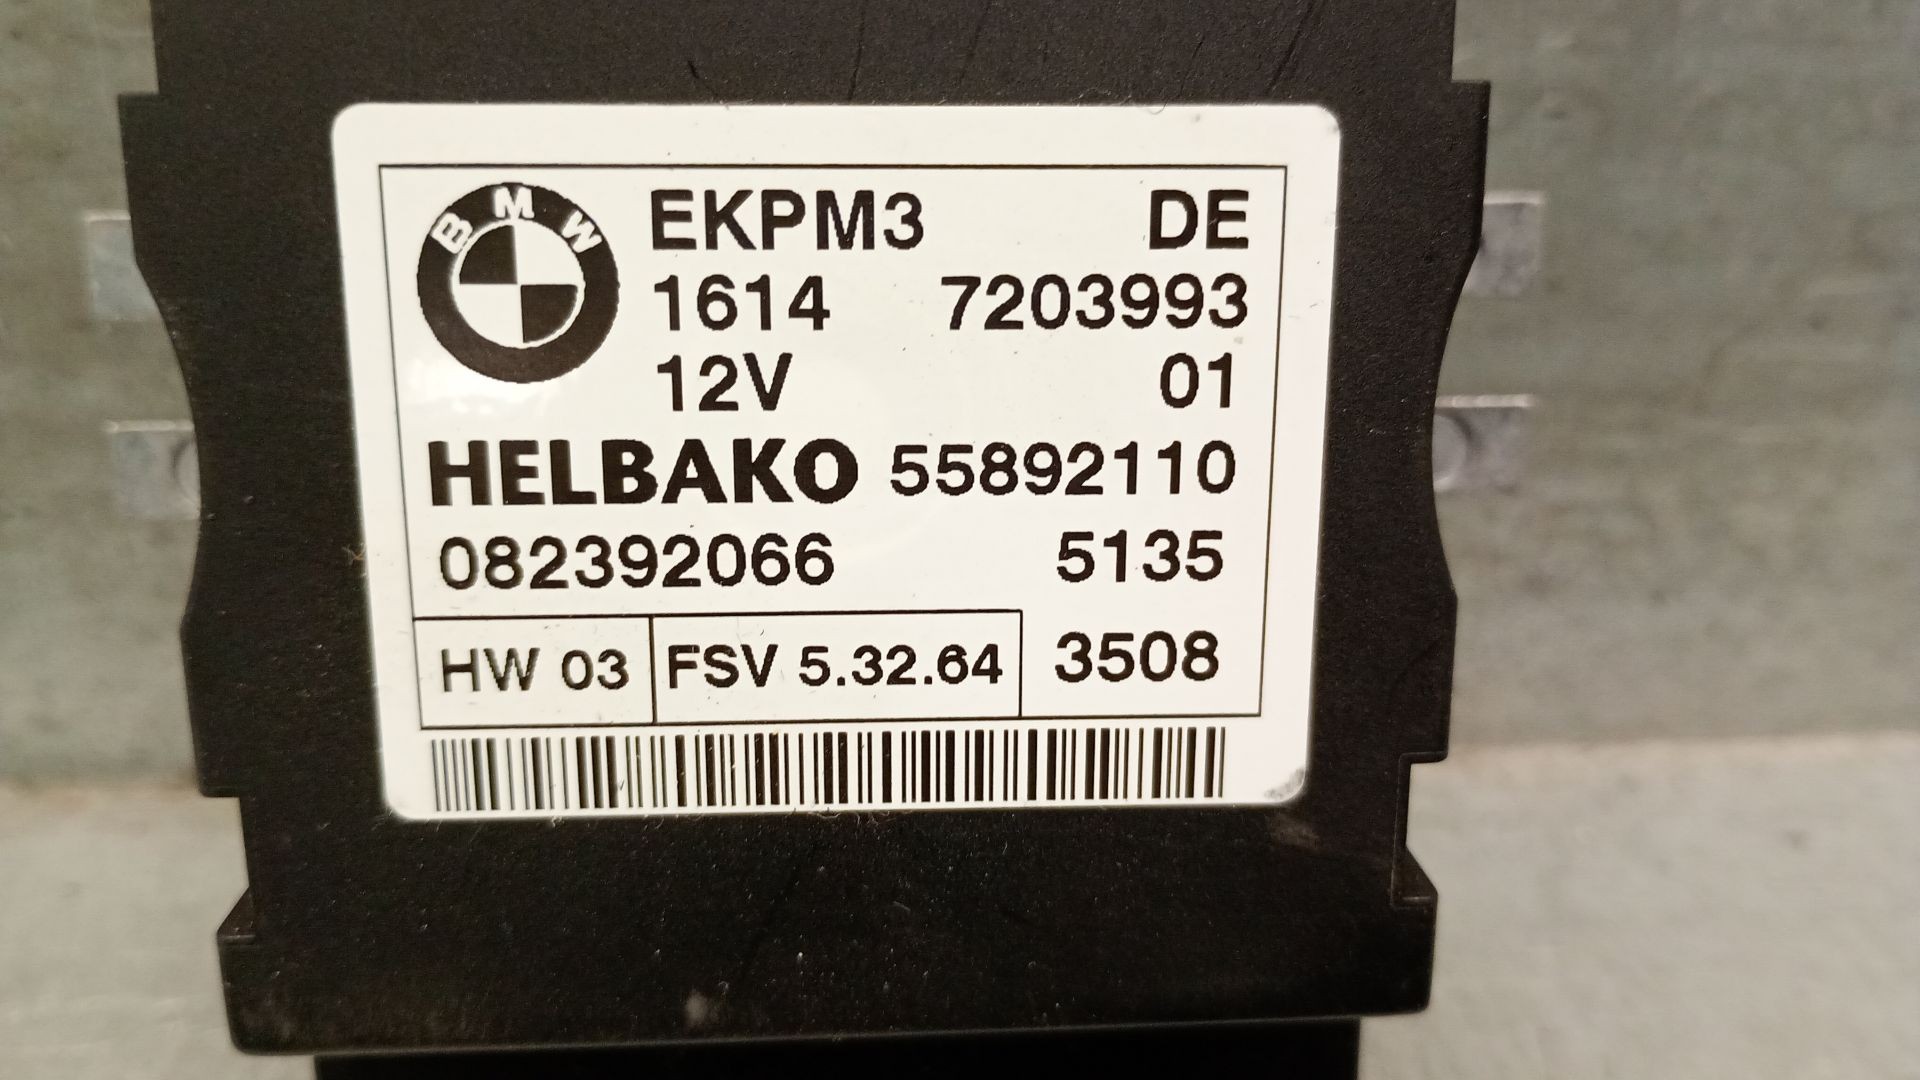 BMW
EKPM3 DE
1614 7203993
12V 01
HELBAKO 55892110
082392066 5135
HW 03 FSV 5.32.64 3508